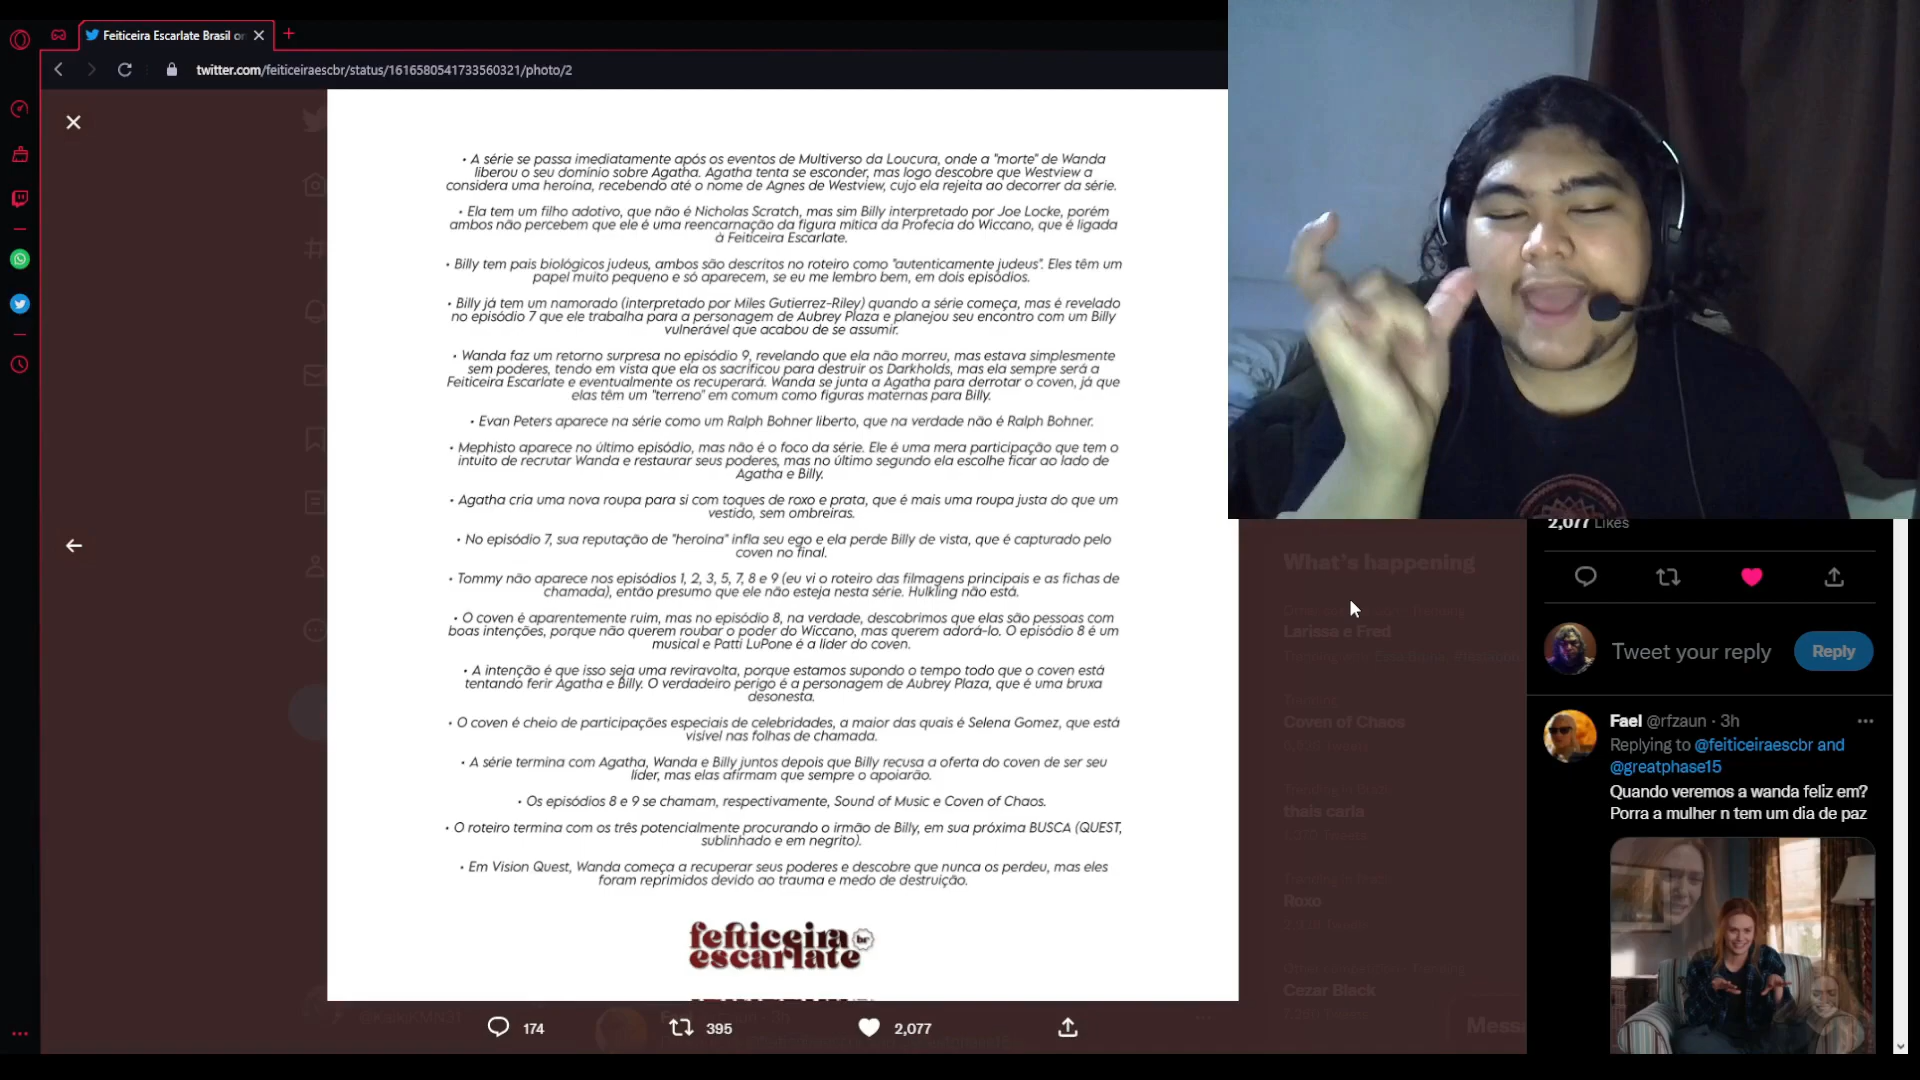 Feiticeira Escarlate Brasil on
twitter.com/feiticeiraescbr/status/1616580541733560321/photo/2
• A série se passa imediatamente após os eventos de Multiverso da Loucura, onde a "morte" de Wanda
liberou o seu domínio sobre Agatha. Agatha tenta se esconder, mas logo descobre que Westview a
considera uma heroína, recebendo até o nome de Agnes de Westview, cujo ela rejeita ao decorrer da série.
• Ela tem um filho adotivo, que não é Nicholas Scratch, mas sim Billy interpretado por Joe Locke, porém
ambos não percebem que ele é uma reencarnação da figura mítica da Profecia do Wiccano, que é ligada
à Feiticeira Escarlate.
• Billy tem pais biológicos judeus, ambos são descritos no roteiro como "autenticamente judeus". Eles têm um
papel muito pequeno e só aparecem, se eu me lembro bem, em dois episódios.
• Billy já tem um namorado (interpretado por Miles Gutierrez-Riley) quando a série começa, mas é revelado
no episódio 7 que ele trabalha para a personagem de Aubrey Plaza e planejou seu encontro com um Billy
vulnerável que acabou de se assumir.
• Wanda faz um retorno surpresa no episódio 9, revelando que ela não morreu, mas estava simplesmente
sem poderes, tendo em vista que ela os sacrificou para destruir os Darkholds, mas ela sempre será a
Feiticeira Escarlate e eventualmente os recuperará. Wanda se junta a Agatha para derrotar o coven, já que
elas têm um "terreno" em comum como figuras maternas para Billy.
• Evan Peters aparece na série como um Ralph Bohner liberto, que na verdade não é Ralph Bohner.
• Mephisto aparece no último episódio, mas não é o foco da série. Ele é uma mera participação que tem o
intuito de recrutar Wanda e restaurar seus poderes, mas no último segundo ela escolhe ficar ao lado de
Agatha e Billy.
• Agatha cria uma nova roupa para si com toques de roxo e prata, que é mais uma roupa justa do que um
vestido, sem ombreiras.
• No episódio 7, sua reputação de "heroína" infla seu ego e ela perde Billy de vista, que é capturado pelo
coven no final.
• Tommy não aparece nos episódios 1, 2, 3, 5, 7, 8 e 9 (eu vi o roteiro das filmagens principais e as fichas de
chamada), então presumo que ele não esteja nesta série. Hulkling não está.
• O coven é aparentemente ruim, mas no episódio 8, na verdade, descobrimos que elas são pessoas com
boas intenções, porque não querem roubar o poder do Wiccano, mas querem adorá-lo. O episódio 8 é um
musical e Patti LuPone é a líder do coven.
• A intenção é que isso seja uma reviravolta, porque estamos supondo o tempo todo que o coven está
tentando ferir Agatha e Billy. O verdadeiro perigo é a personagem de Aubrey Plaza, que é uma bruxa
desonesta.
• O coven é cheio de participações especiais de celebridades, a maior das quais é Selena Gomez, que está
visível nas folhas de chamada.
• A série termina com Agatha, Wanda e Billy juntos depois que Billy recusa a oferta do coven de ser seu
líder, mas elas afirmam que sempre o apoiarão.
• Os episódios 8 e 9 se chamam, respectivamente, Sound of Music e Coven of Chaos.
• O roteiro termina com os três potencialmente procurando o irmão de Billy, em sua próxima BUSCA (QUEST,
sublinhado e em negrito).
• Em Vision Quest, Wanda começa a recuperar seus poderes e descobre que nunca os perdeu, mas eles
foram reprimidos devido ao trauma e medo de destruição.
feiticeira br
escarlate
174 395 2,077
What's happening
Larissa e Fred
Coven of Chaos
thais carla
Roxo
Cezar Black
2,077 Likes
Tweet your reply
Reply
Fael @rfzaun · 3h
Replying to @feiticeiraescbr and
@greatphase15
Quando veremos a wanda feliz em?
Porra a mulher n tem um dia de paz